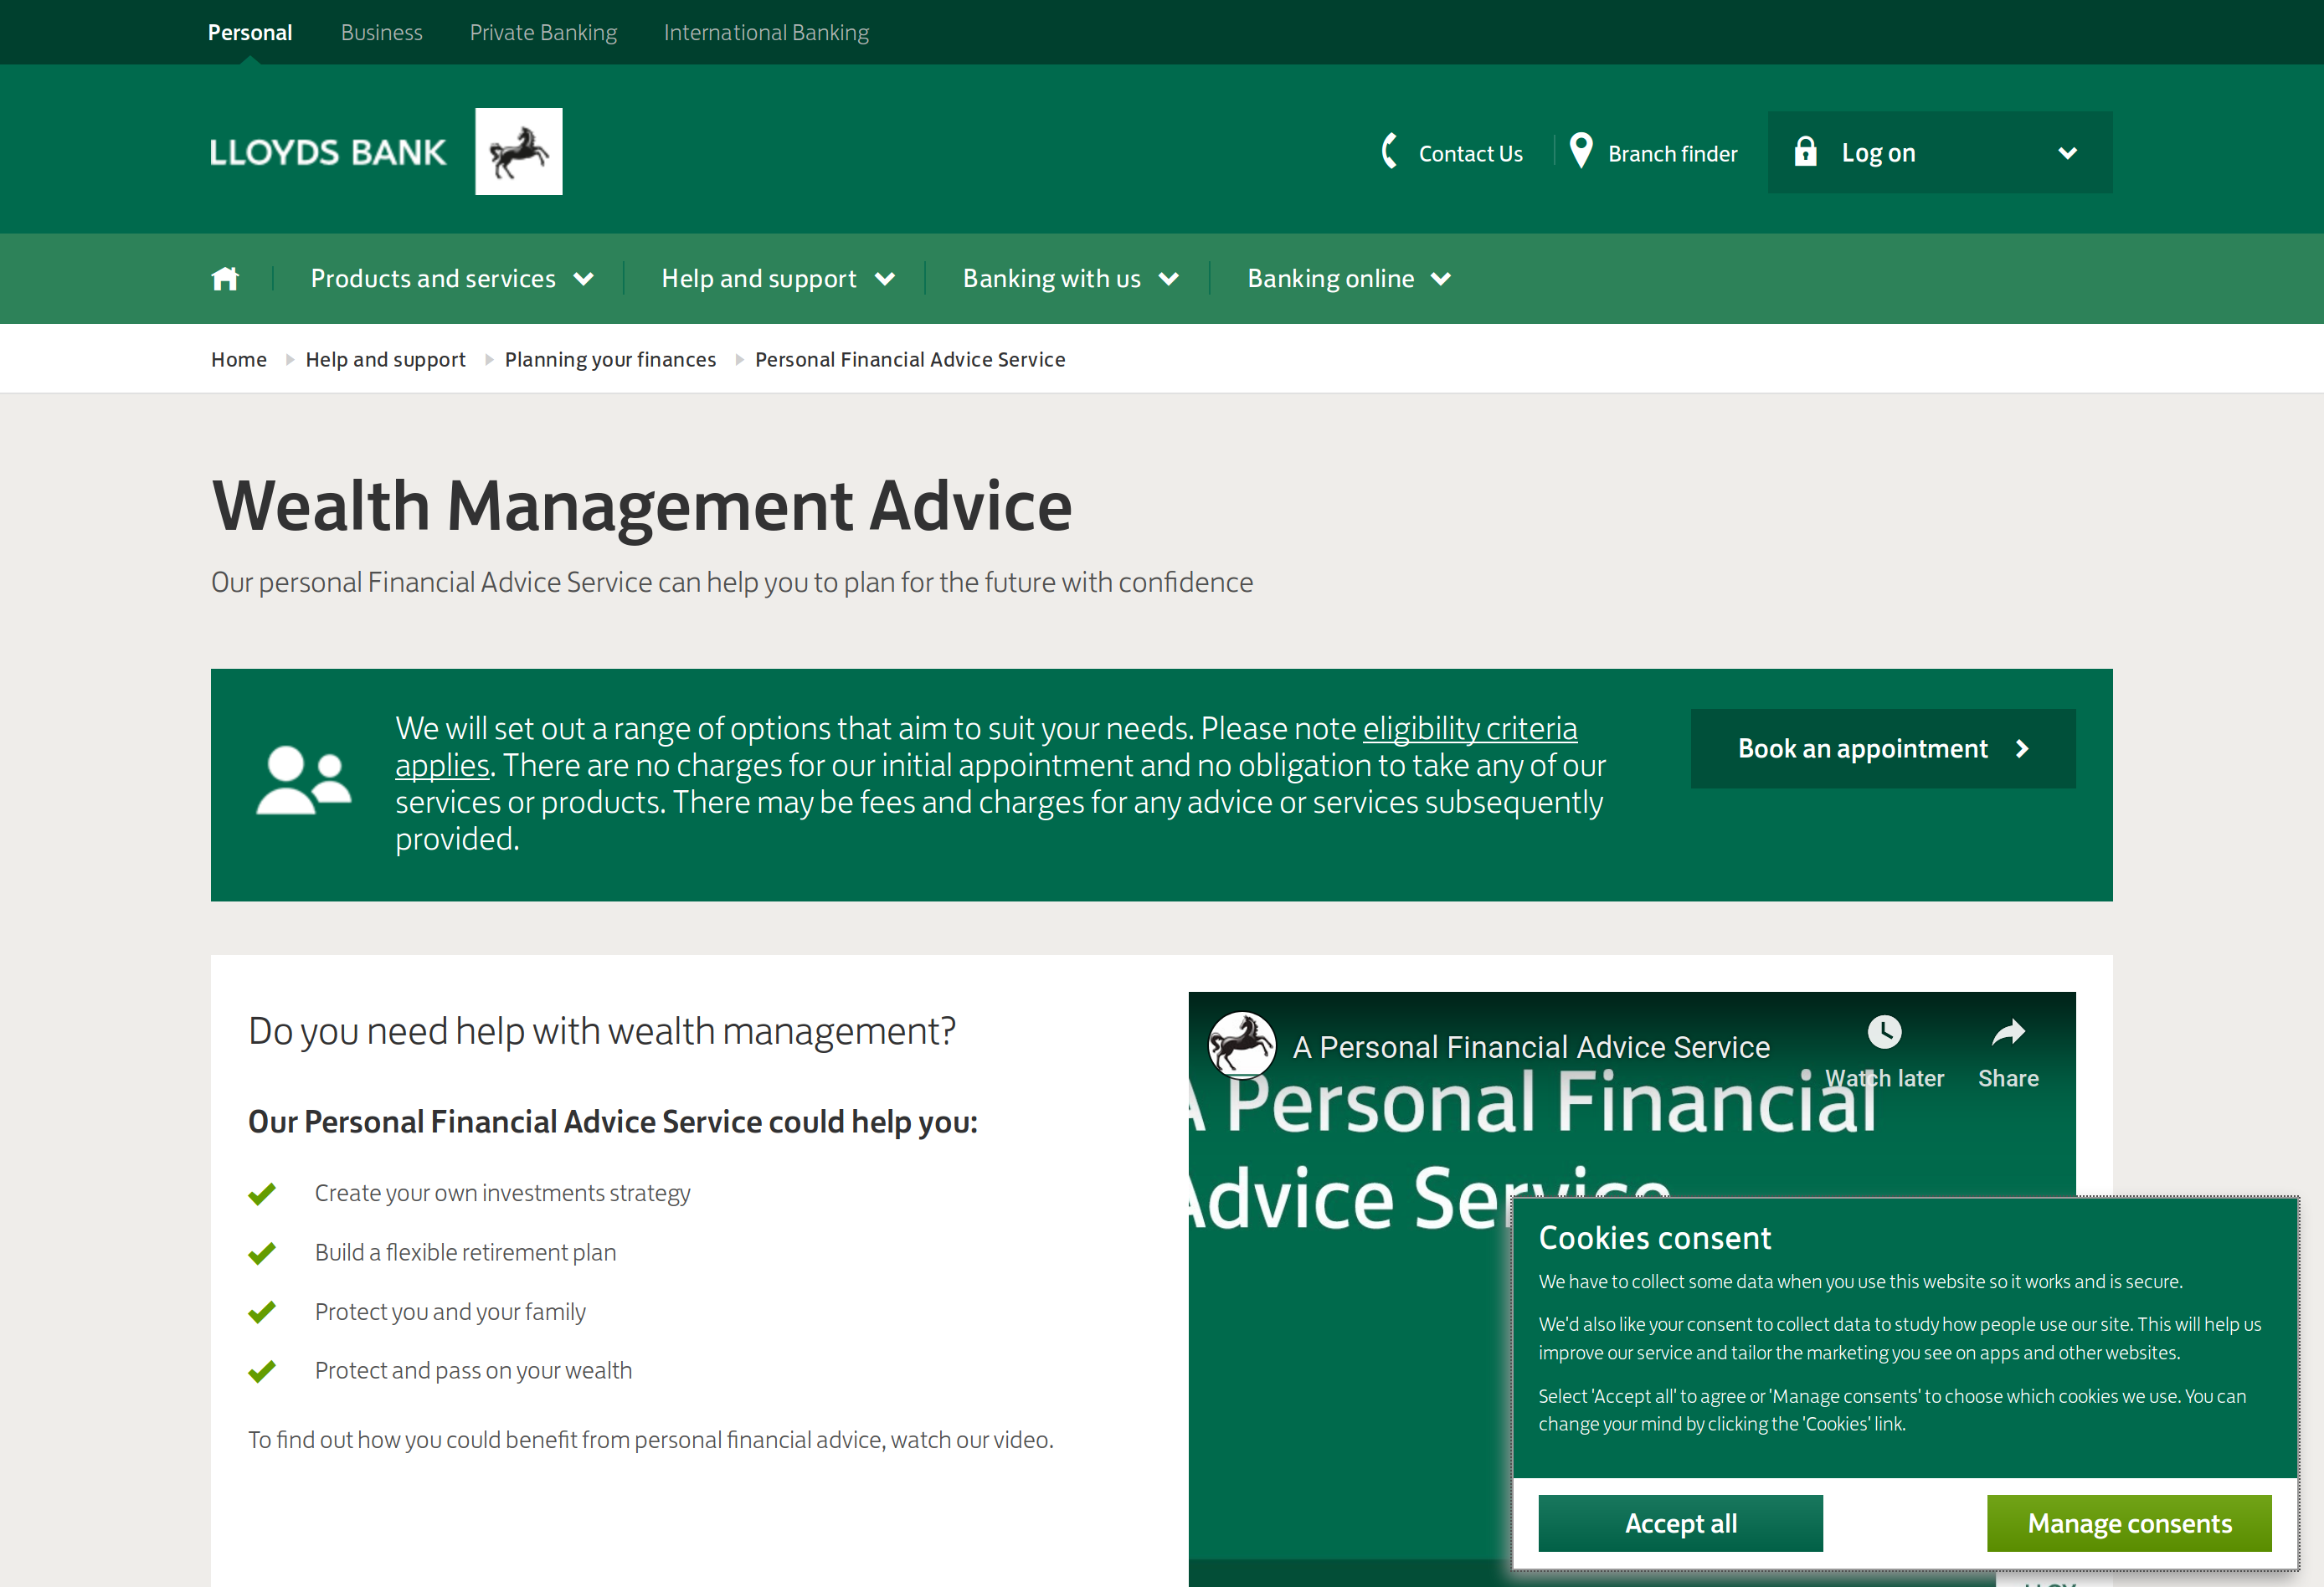 Personal Business Private Banking International Banking
LLOYDS BANK
Contact Us Branch finder Log on
Products and services Help and support Banking with us Banking online
Home Help and support Planning your finances Personal Financial Advice Service
Wealth Management Advice
Our personal Financial Advice Service can help you to plan for the future with confidence
We will set out a range of options that aim to suit your needs. Please note eligibility criteria
applies. There are no charges for our initial appointment and no obligation to take any of our
services or products. There may be fees and charges for any advice or services subsequently
provided.
Book an appointment
Do you need help with wealth management?
Our Personal Financial Advice Service could help you:
Create your own investments strategy
Build a flexible retirement plan
Protect you and your family
Protect and pass on your wealth
To find out how you could benefit from personal financial advice, watch our video.
A Personal Financial Advice Service
Watch later Share
A Personal Financial
Advice Service
Cookies consent
We have to collect some data when you use this website so it works and is secure.
We'd also like your consent to collect data to study how people use our site. This will help us
improve our service and tailor the marketing you see on apps and other websites.
Select 'Accept all' to agree or 'Manage consents' to choose which cookies we use. You can
change your mind by clicking the 'Cookies' link.
Accept all Manage consents